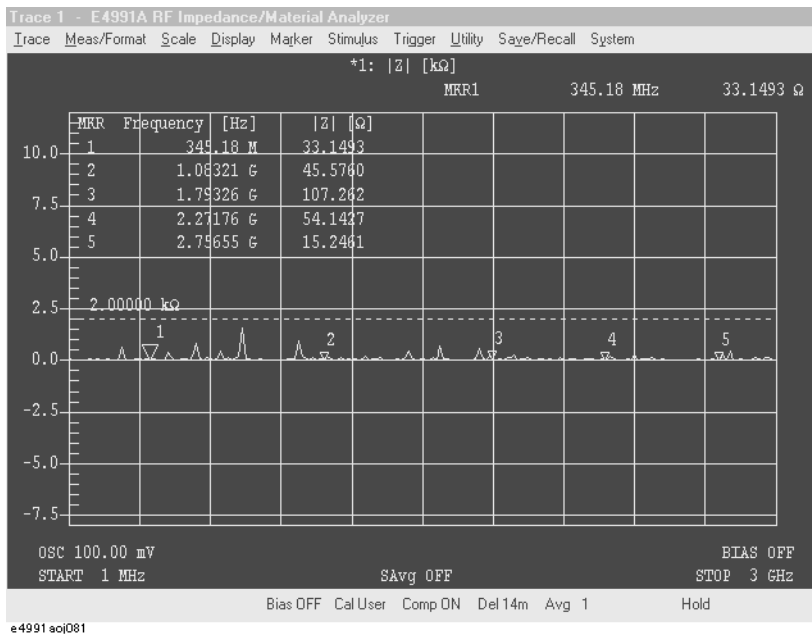 Trace 1 - E4991A RF Impedance/Material Analyzer
Trace Meas/Format Scale Display Marker Stimulus Trigger Utility Save/Recall System
*1: |Z| [kΩ]
MKR1 345.18 MHz 33.1493 Ω
MKR Frequency [Hz] |Z| [Ω]
1 345.18 M 33.1493
2 1.08321 G 45.5760
3 1.79326 G 107.262
4 2.27176 G 54.1427
5 2.75655 G 15.2461
10.0
7.5
5.0
2.5
2.00000 kΩ
1 2 3 4 5
0.0
-2.5
-5.0
-7.5
OSC 100.00 mV BIAS OFF
START 1 MHz SAvg OFF STOP 3 GHz
Bias OFF Cal User Comp ON Del 14m Avg 1 Hold
e4991aoj081